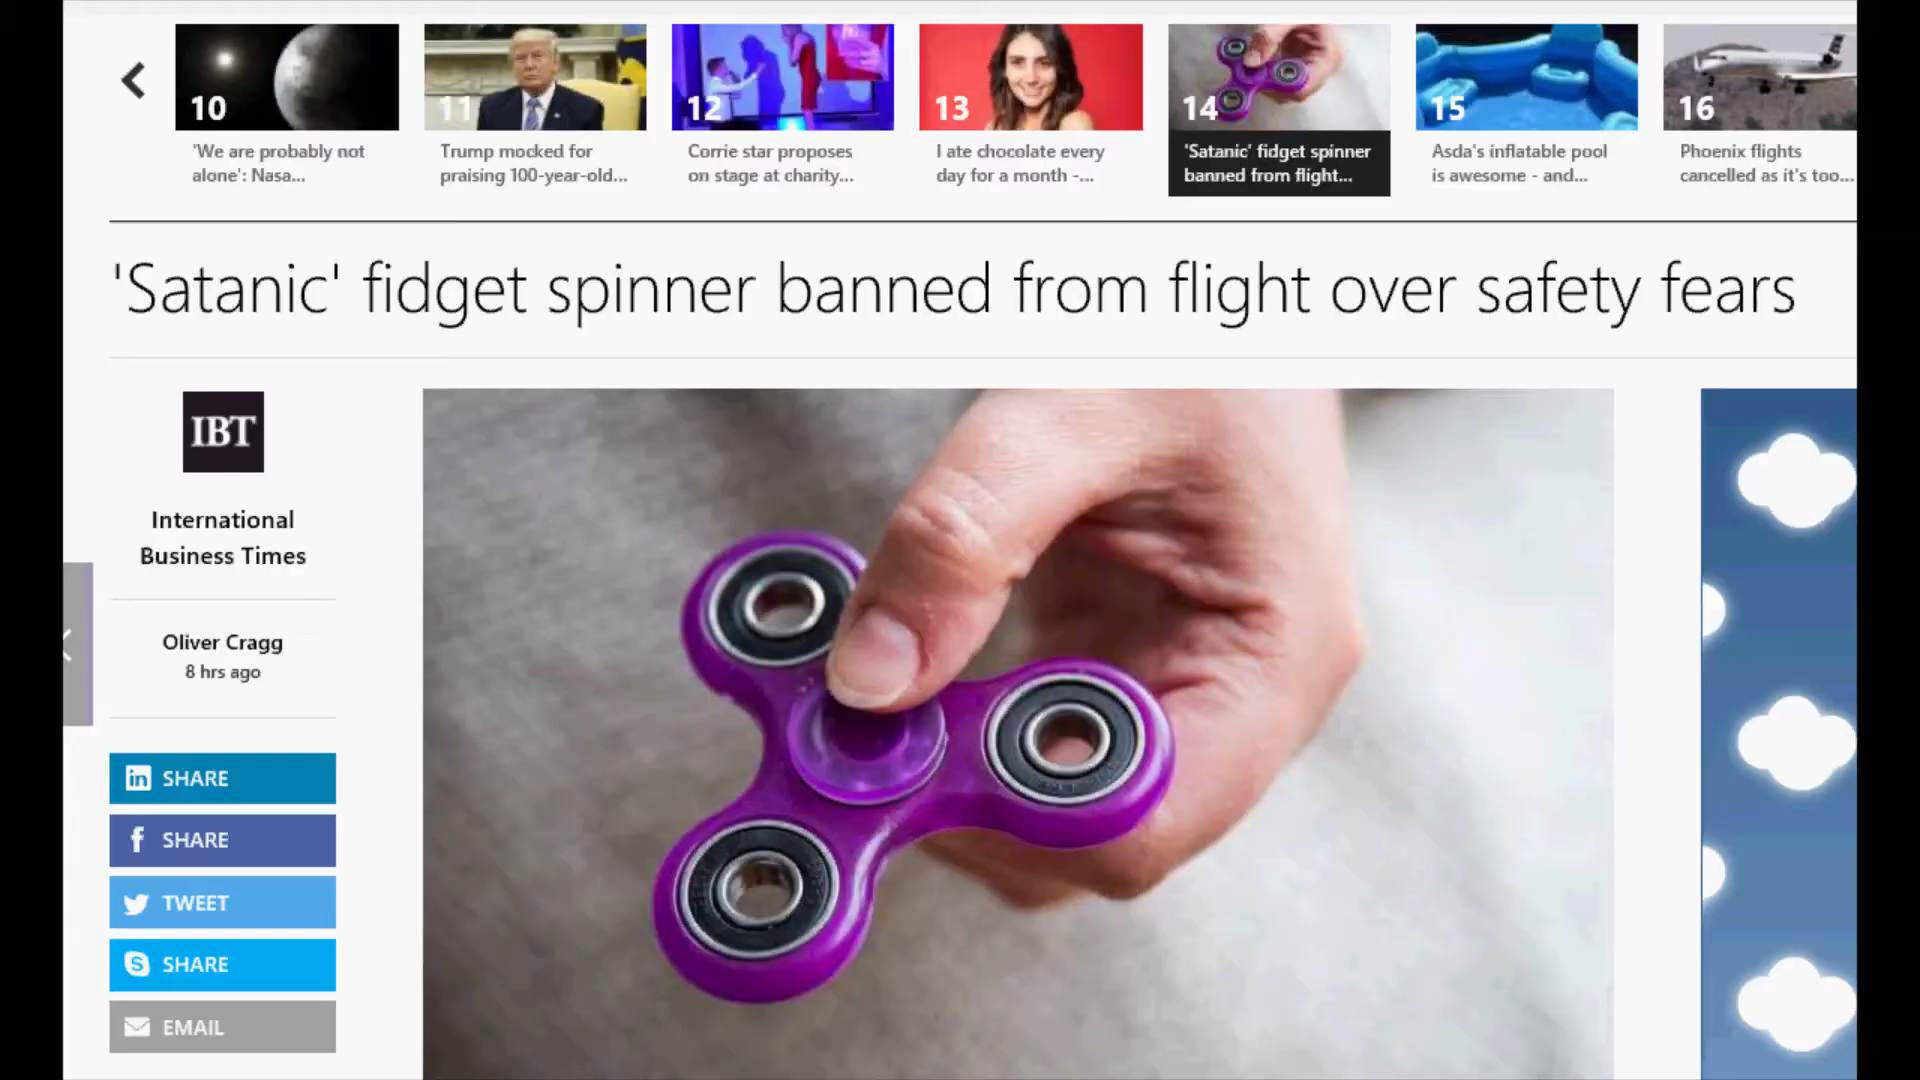 10
11
12
13
14
15
16
'We are probably not
alone': Nasa...
Trump mocked for
praising 100-year-old...
Corrie star proposes
on stage at charity...
I ate chocolate every
day for a month -...
'Satanic' fidget spinner
banned from flight...
Asda's inflatable pool
is awesome - and...
Phoenix flights
cancelled as it's too...
'Satanic' fidget spinner banned from flight over safety fears
IBT
International
Business Times
Oliver Cragg
8 hrs ago
in SHARE
f SHARE
TWEET
S SHARE
EMAIL